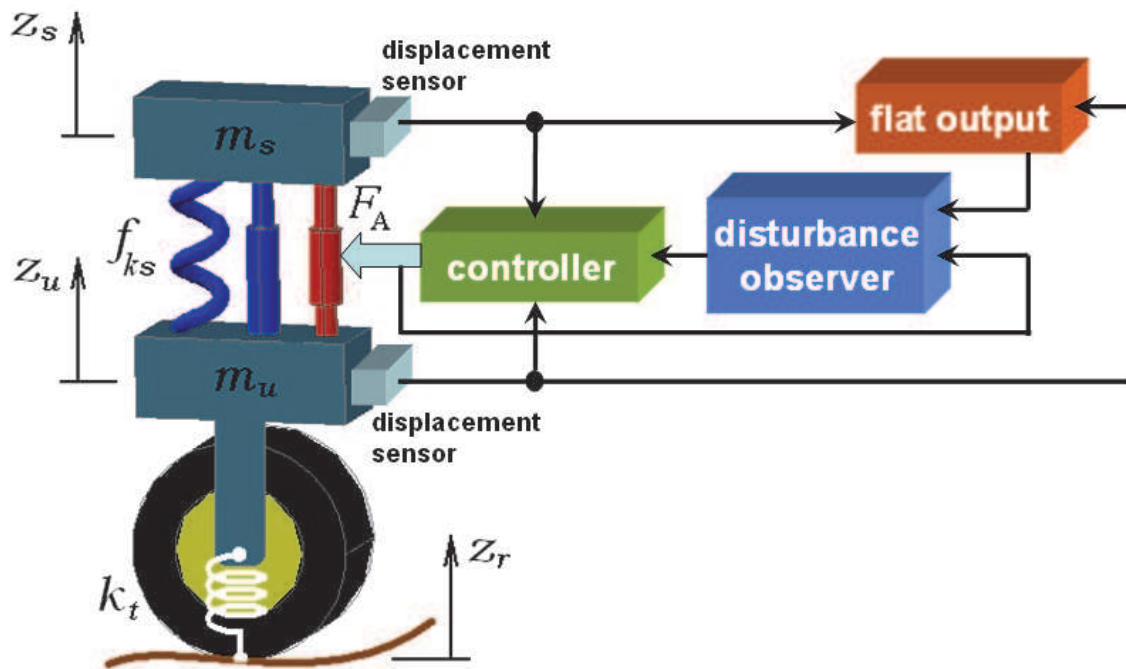 z_s
displacement
sensor
m_s
flat output
F_A
f_ks
disturbance
observer
controller
z_u
m_u
displacement
sensor
z_r
k_t